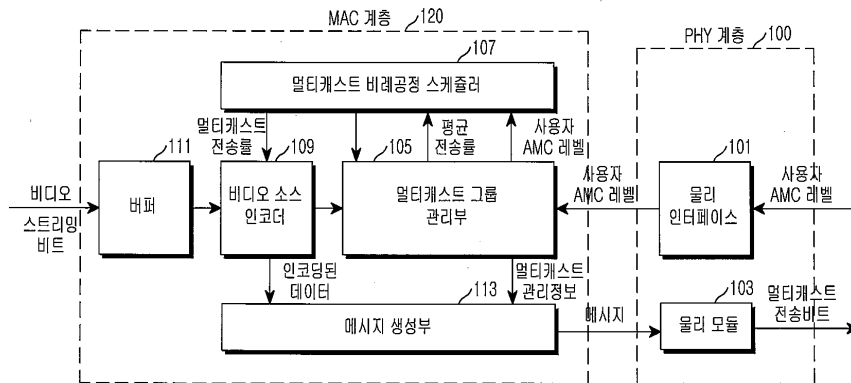 MAC 계층
120
PHY 계층
100
107
멀티캐스트 비례공정 스케쥴러
멀티캐스트
전송률
평균
전송률
사용자
AMC 레벨
111
109
105
101
비디오
스트리밍
비트
버퍼
비디오 소스
인코더
멀티캐스트 그룹
관리부
사용자
AMC 레벨
물리
인터페이스
사용자
AMC 레벨
인코딩된
데이터
멀티캐스트
관리정보
113
메시지 생성부
메시지
103
물리 모듈
멀티캐스트
전송비트